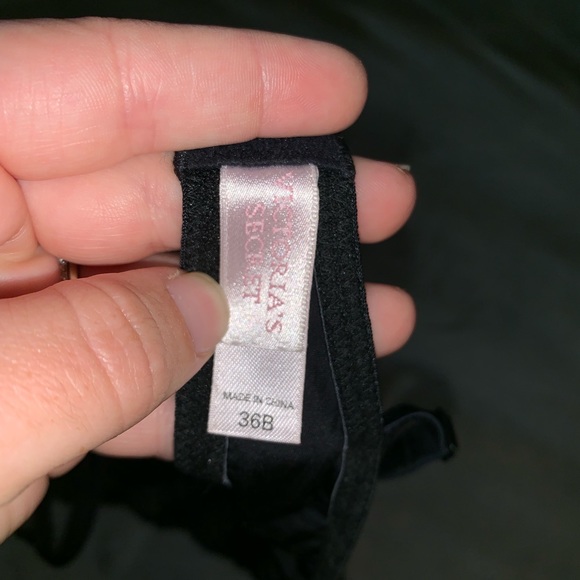 VICTORIA'S
SECRET
MADE IN CHINA
36B